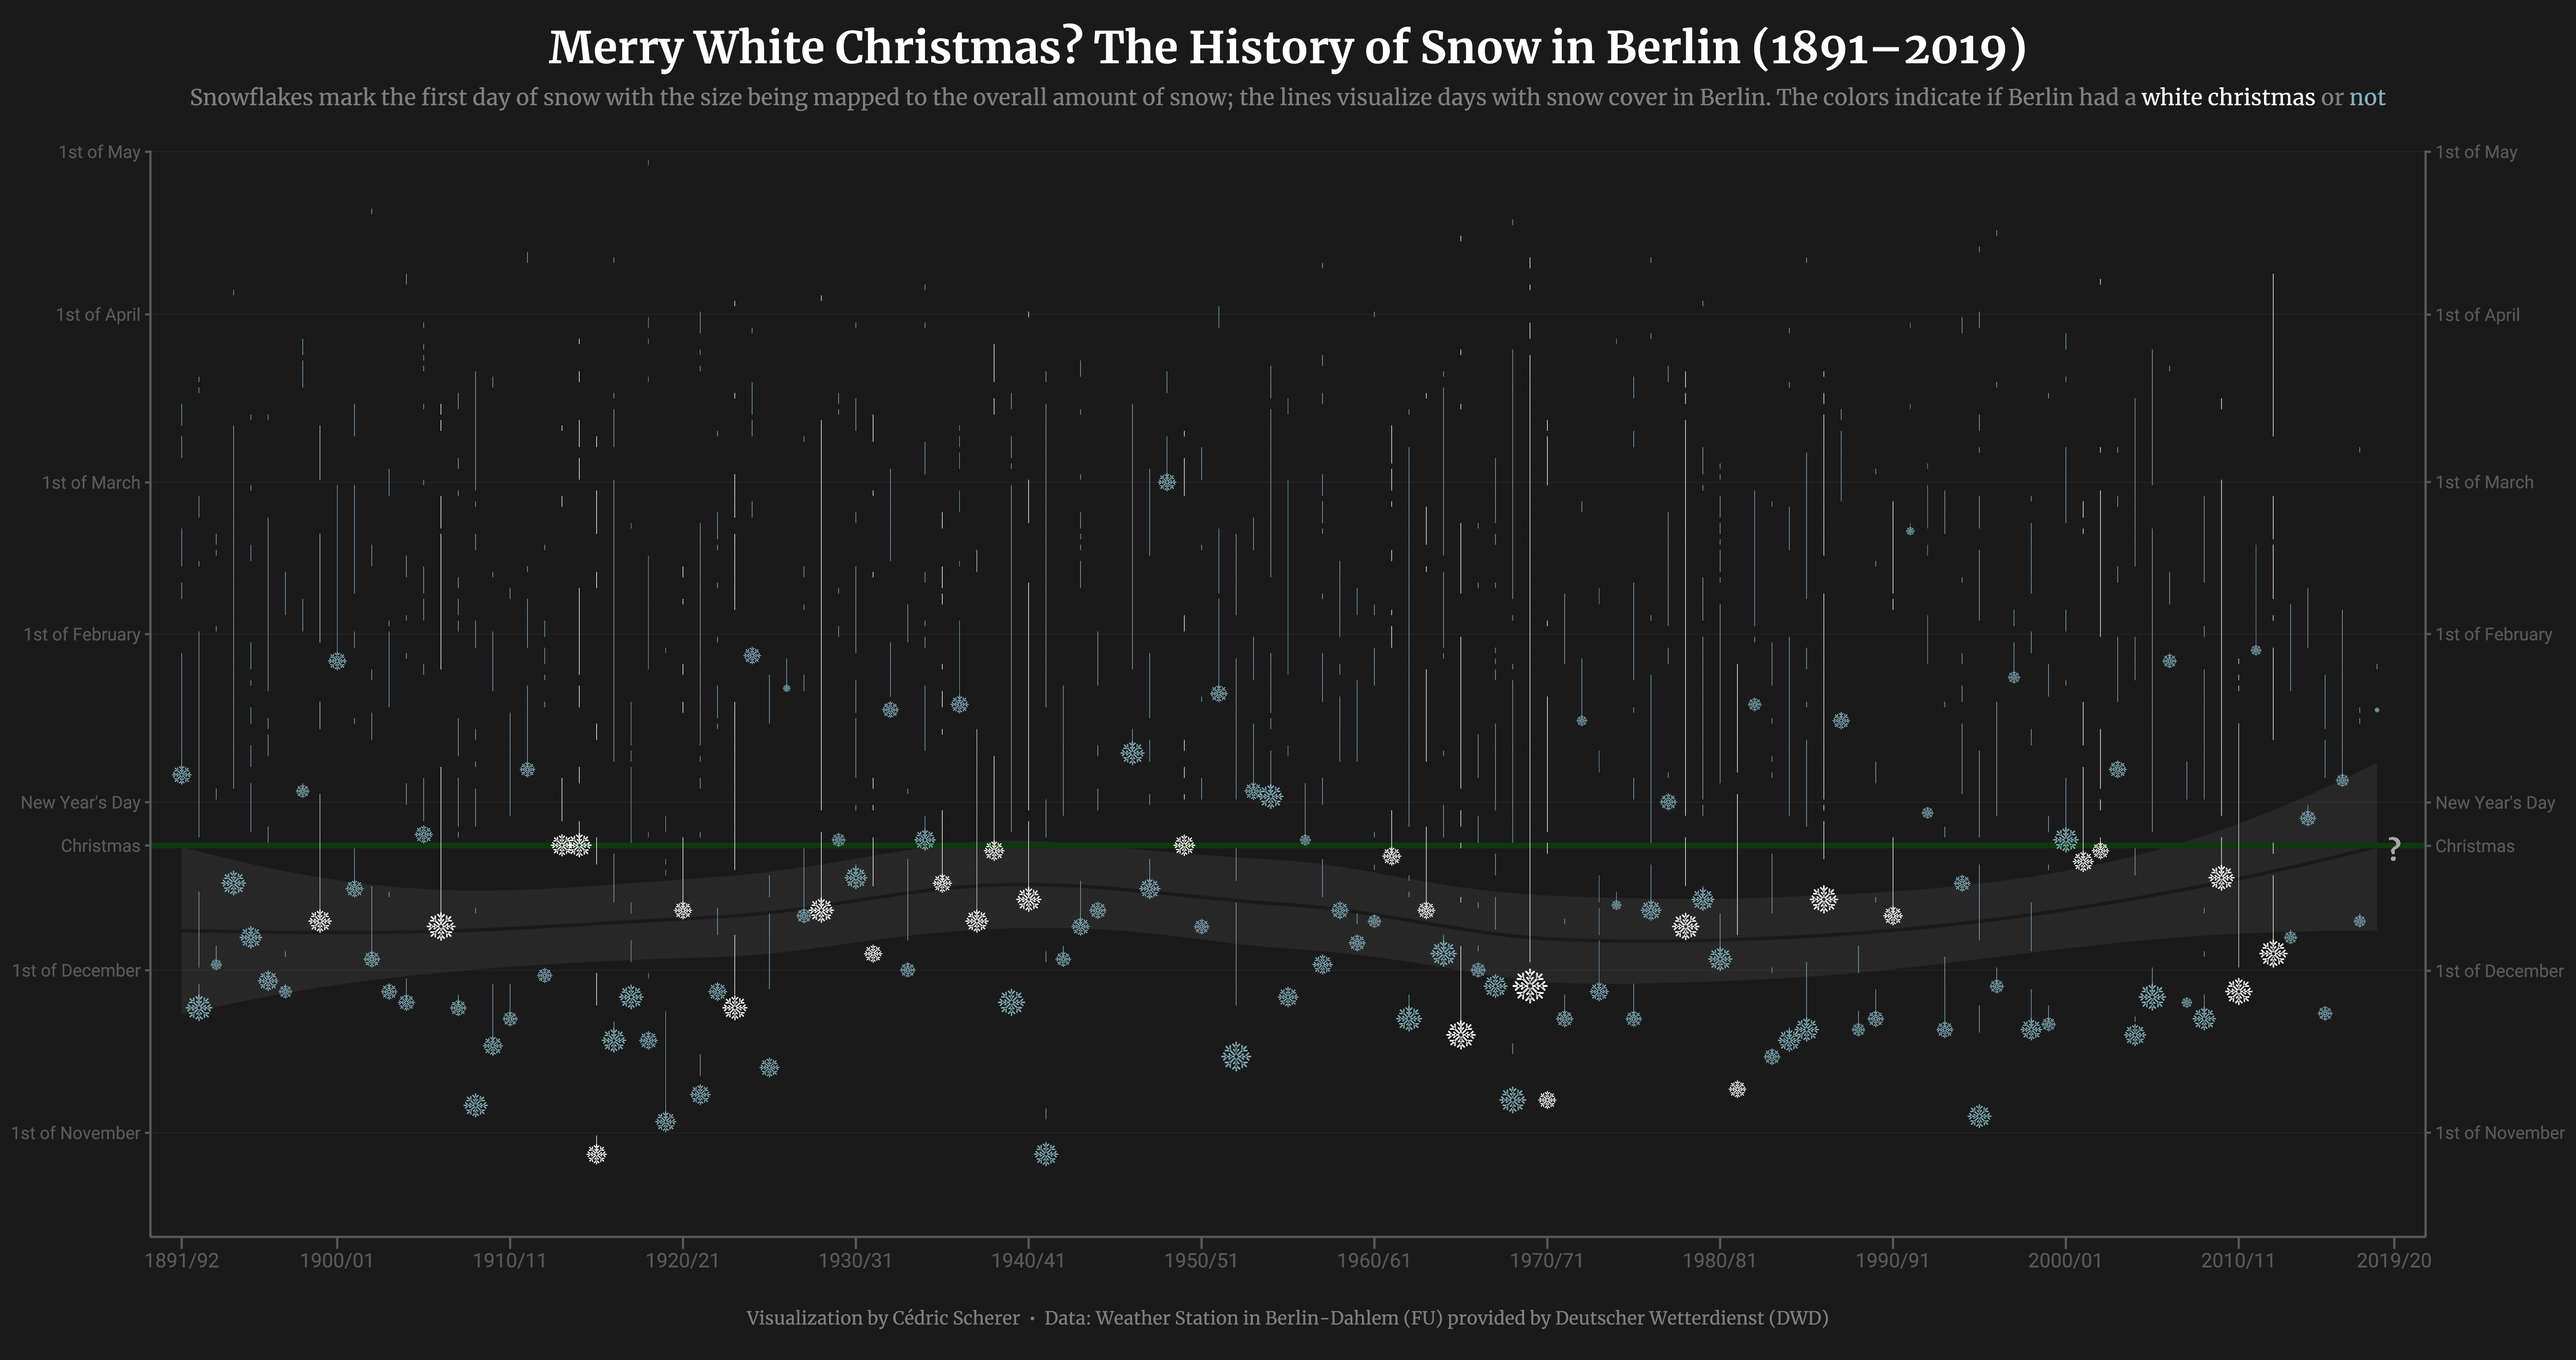 Merry White Christmas? The History of Snow in Berlin (1891–2019)
Snowflakes mark the first day of snow with the size being mapped to the overall amount of snow; the lines visualize days with snow cover in Berlin. The colors indicate if Berlin had a white christmas or not
1st of May 1st of May
1st of April 1st of April
1st of March 1st of March
1st of February 1st of February
New Year's Day New Year's Day
Christmas ? Christmas
1st of December 1st of December
1st of November 1st of November
1891/92 1900/01 1910/11 1920/21 1930/31 1940/41 1950/51 1960/61 1970/71 1980/81 1990/91 2000/01 2010/11 2019/20
Visualization by Cédric Scherer • Data: Weather Station in Berlin-Dahlem (FU) provided by Deutscher Wetterdienst (DWD)